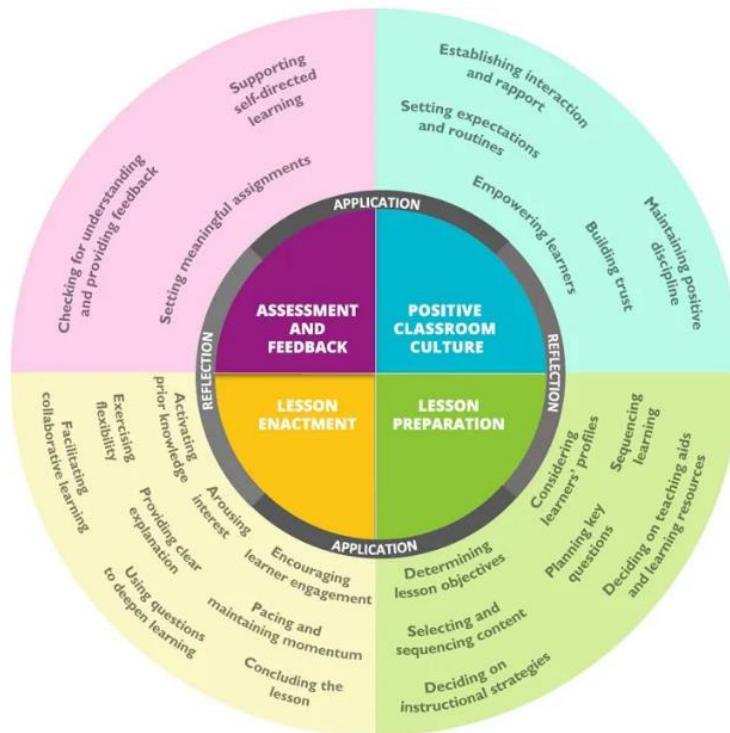 Supporting
self-directed
learning
Checking for understanding
and providing feedback
Setting meaningful assignments
Establishing interaction
and rapport
Setting expectations
and routines
Empowering learners
Building trust
Maintaining positive
discipline
APPLICATION
REFLECTION
REFLECTION
APPLICATION
ASSESSMENT
AND
FEEDBACK
POSITIVE
CLASSROOM
CULTURE
LESSON
ENACTMENT
LESSON
PREPARATION
Activating
prior knowledge
Exercising
flexibility
Facilitating
collaborative learning
Arousing
interest
Providing clear
explanation
Encouraging
learner engagement
Using questions
to deepen learning
Pacing and
maintaining momentum
Concluding the
lesson
Considering
learners' profiles
Sequencing
learning
Determining
lesson objectives
Planning key
questions
Deciding on teaching aids
and learning resources
Selecting and
sequencing content
Deciding on
instructional strategies